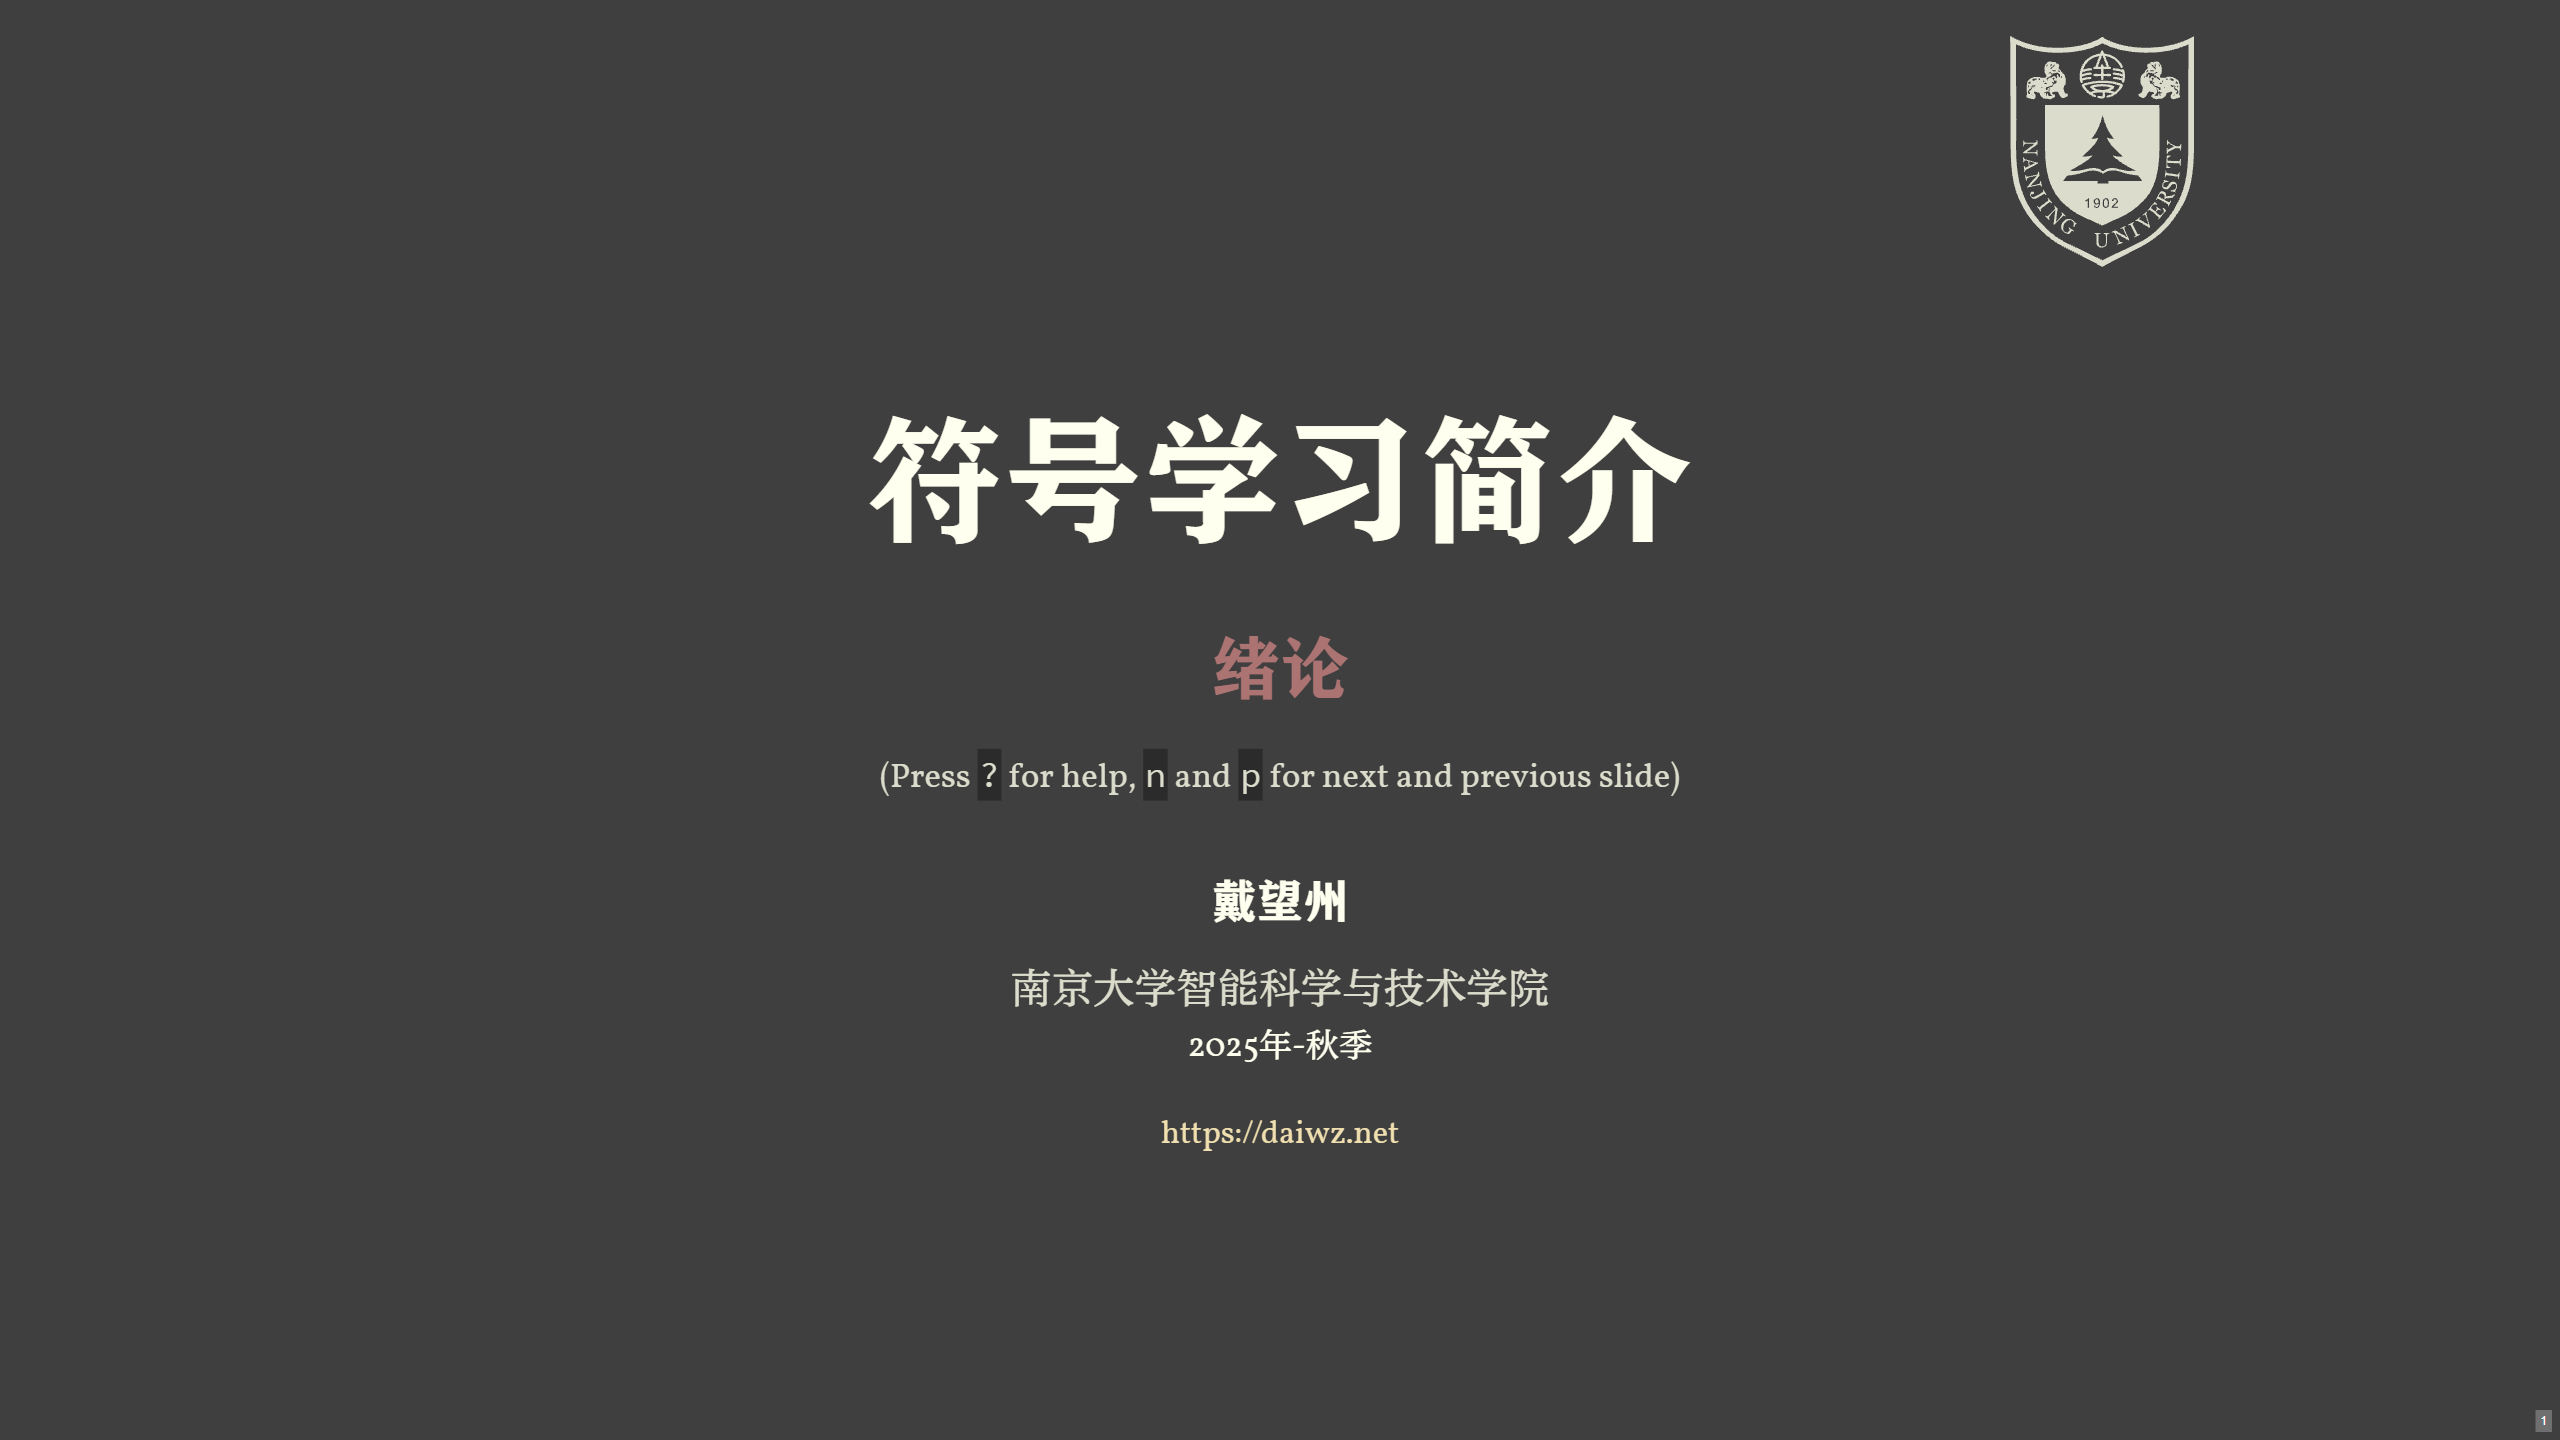 NANJING UNIVERSITY
1902
符号学习简介
绪论
(Press ? for help, n and p for next and previous slide)
戴望州
南京大学智能科学与技术学院
2025年-秋季
https://daiwz.net
1